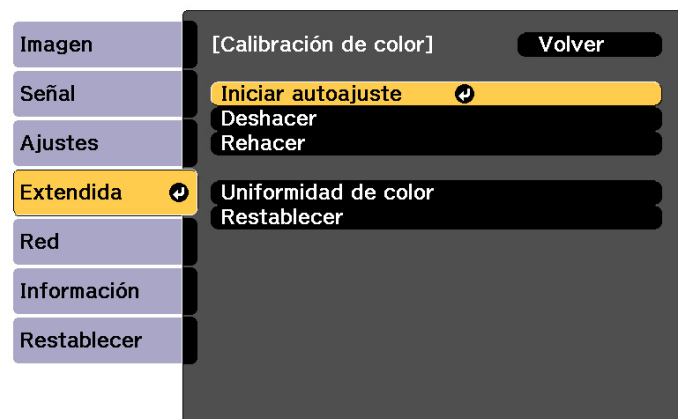 Imagen
Señal
Ajustes
Extendida
Red
Información
Restablecer
[Calibración de color]
Volver
Iniciar autoajuste
Deshacer
Rehacer
Uniformidad de color
Restablecer